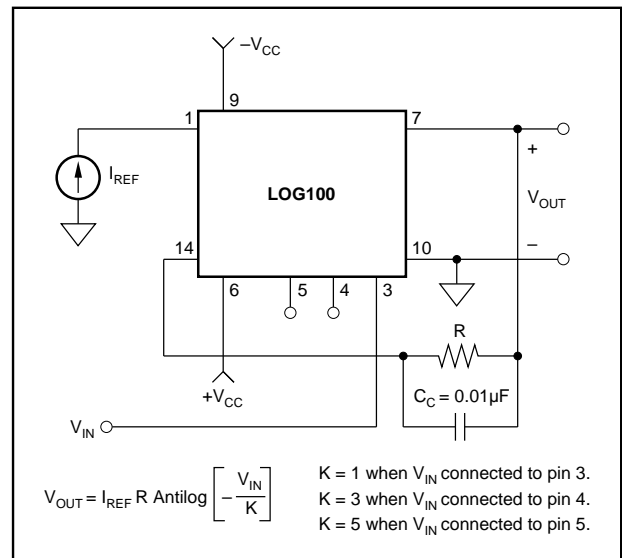 –V_CC
9
1
7
I_REF
LOG100
+
V_OUT
–
14
10
6
5
4
3
R
+V_CC
C_C = 0.01µF
V_IN
V_OUT = I_REF R Antilog [– V_IN / K]
K = 1 when V_IN connected to pin 3.
K = 3 when V_IN connected to pin 4.
K = 5 when V_IN connected to pin 5.